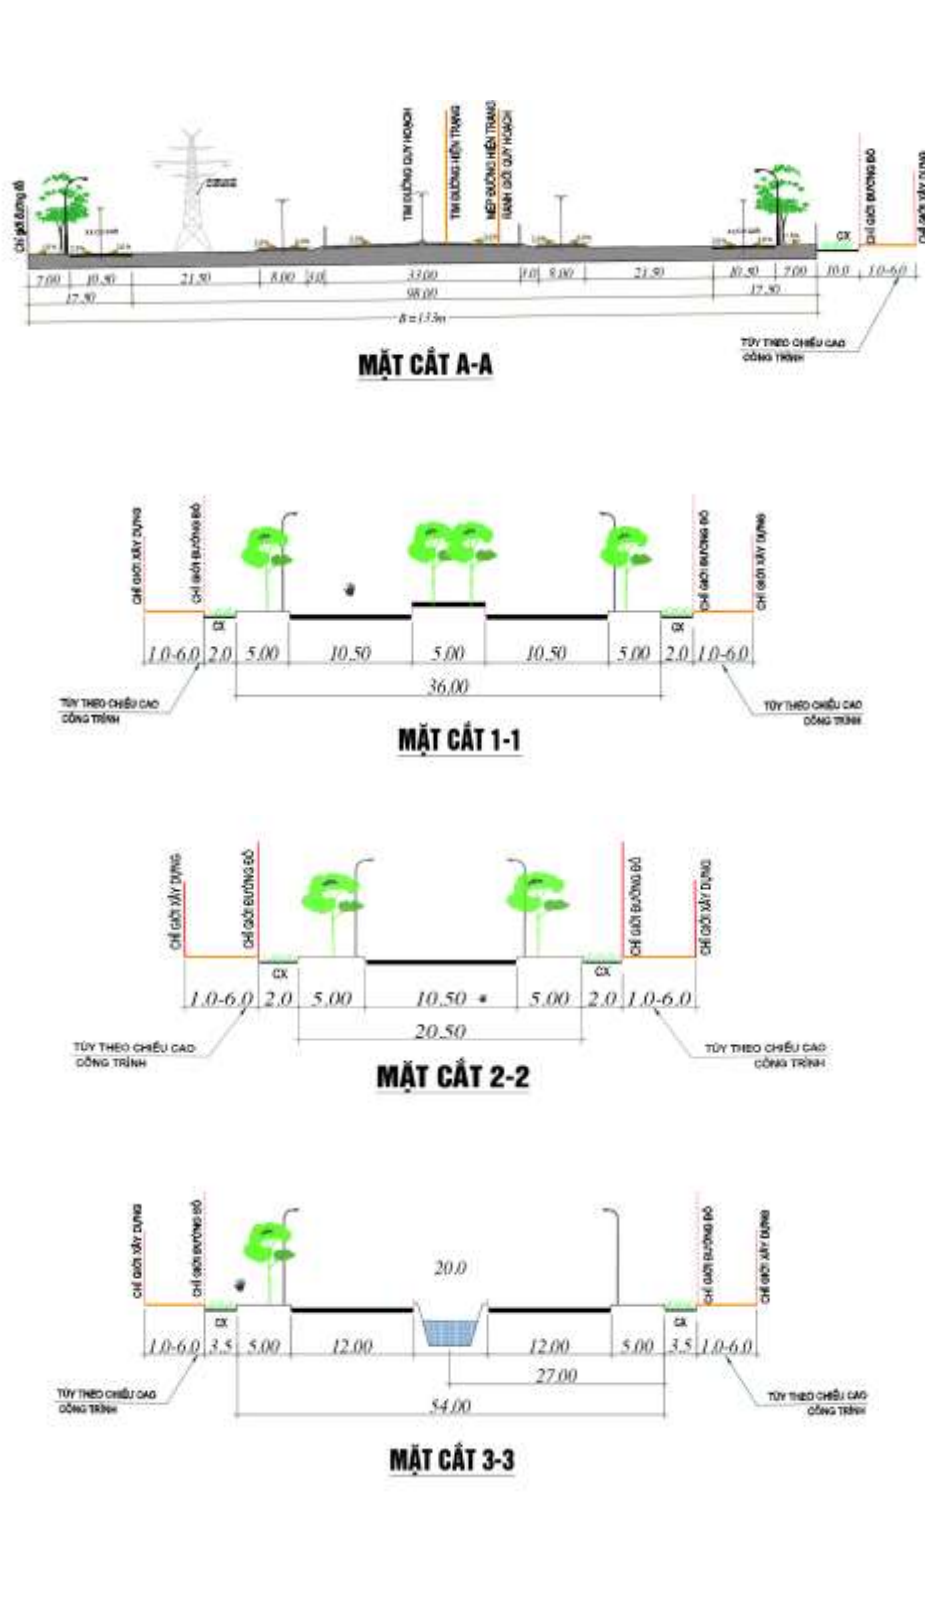 Chỉ giới đường đỏ
TIM ĐƯỜNG QUY HOẠCH
TIM ĐƯỜNG HIỆN TRẠNG
MÉP ĐƯỜNG HIỆN TRẠNG
RANH GIỚI QUY HOẠCH
CHỈ GIỚI ĐƯỜNG ĐỎ
CHỈ GIỚI XÂY DỰNG
CX
7.00 10.50 21.50 8.00 3.0 33.00 3.0 8.00 21.50 10.50 7.00 10.0 1.0-6.0
17.50 98.00 17.50
B = 133m
TÙY THEO CHIỀU CAO
CÔNG TRÌNH
MẶT CẮT A-A
CHỈ GIỚI XÂY DỰNG
CHỈ GIỚI ĐƯỜNG ĐỎ
CHỈ GIỚI ĐƯỜNG ĐỎ
CHỈ GIỚI XÂY DỰNG
CX CX
1.0-6.0 2.0 5.00 10.50 5.00 10.50 5.00 2.0 1.0-6.0
36.00
TÙY THEO CHIỀU CAO
CÔNG TRÌNH
TÙY THEO CHIỀU CAO
CÔNG TRÌNH
MẶT CẮT 1-1
CHỈ GIỚI XÂY DỰNG
CHỈ GIỚI ĐƯỜNG ĐỎ
CHỈ GIỚI ĐƯỜNG ĐỎ
CHỈ GIỚI XÂY DỰNG
CX CX
1.0-6.0 2.0 5.00 10.50 5.00 2.0 1.0-6.0
20.50
TÙY THEO CHIỀU CAO
CÔNG TRÌNH
TÙY THEO CHIỀU CAO
CÔNG TRÌNH
MẶT CẮT 2-2
CHỈ GIỚI XÂY DỰNG
CHỈ GIỚI ĐƯỜNG ĐỎ
CHỈ GIỚI ĐƯỜNG ĐỎ
CHỈ GIỚI XÂY DỰNG
20.0
CX CX
1.0-6.0 3.5 5.00 12.00 12.00 5.00 3.5 1.0-6.0
27.00
54.00
TÙY THEO CHIỀU CAO
CÔNG TRÌNH
TÙY THEO CHIỀU CAO
CÔNG TRÌNH
MẶT CẮT 3-3